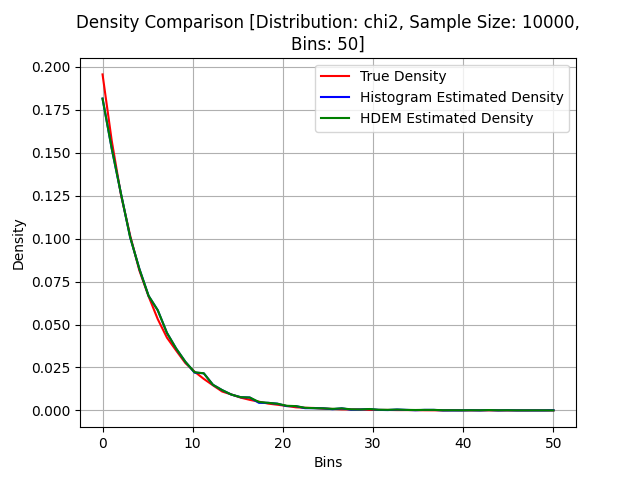 Density Comparison [Distribution: chi2, Sample Size: 10000,
Bins: 50]
True Density
Histogram Estimated Density
HDEM Estimated Density
0.200
0.175
0.150
0.125
0.100
0.075
0.050
0.025
0.000
Density
0 10 20 30 40 50
Bins